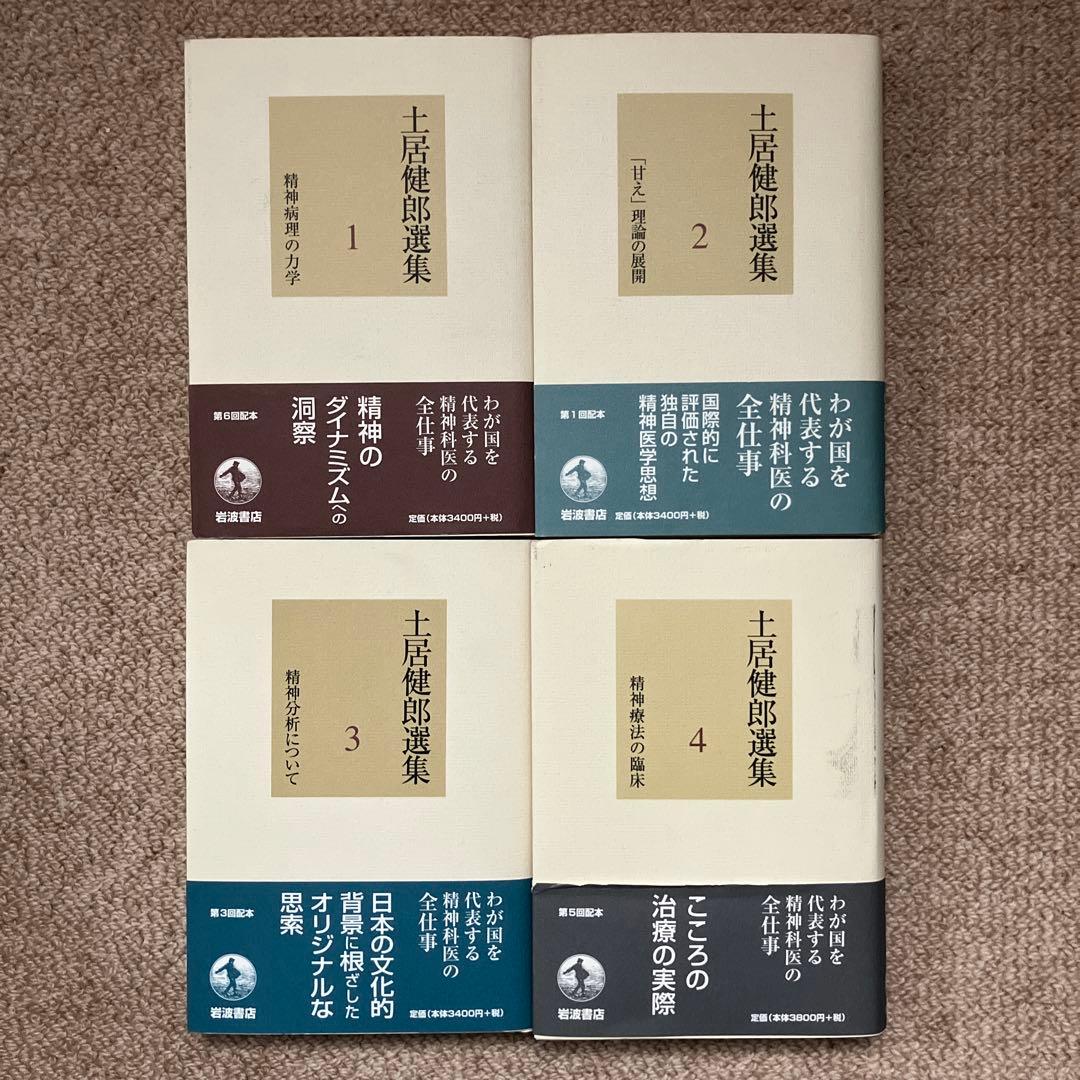 土居健郎選集
1
精神病理の力学
わが国を
代表する
精神科医の
全仕事
精神の
ダイナミズムへの
洞察
第6回配本
岩波書店
定価(本体3400円+税)
土居健郎選集
2
「甘え」理論の展開
わが国を
代表する
精神科医の
全仕事
国際的に
評価された
独自の
精神医学思想
第1回配本
岩波書店
定価(本体3400円+税)
土居健郎選集
3
精神分析について
わが国を
代表する
精神科医の
全仕事
日本の文化的
背景に根ざした
オリジナルな
思索
第3回配本
岩波書店
定価(本体3400円+税)
土居健郎選集
4
精神療法の臨床
わが国を
代表する
精神科医の
全仕事
こころの
治療の実際
第5回配本
岩波書店
定価(本体3800円+税)